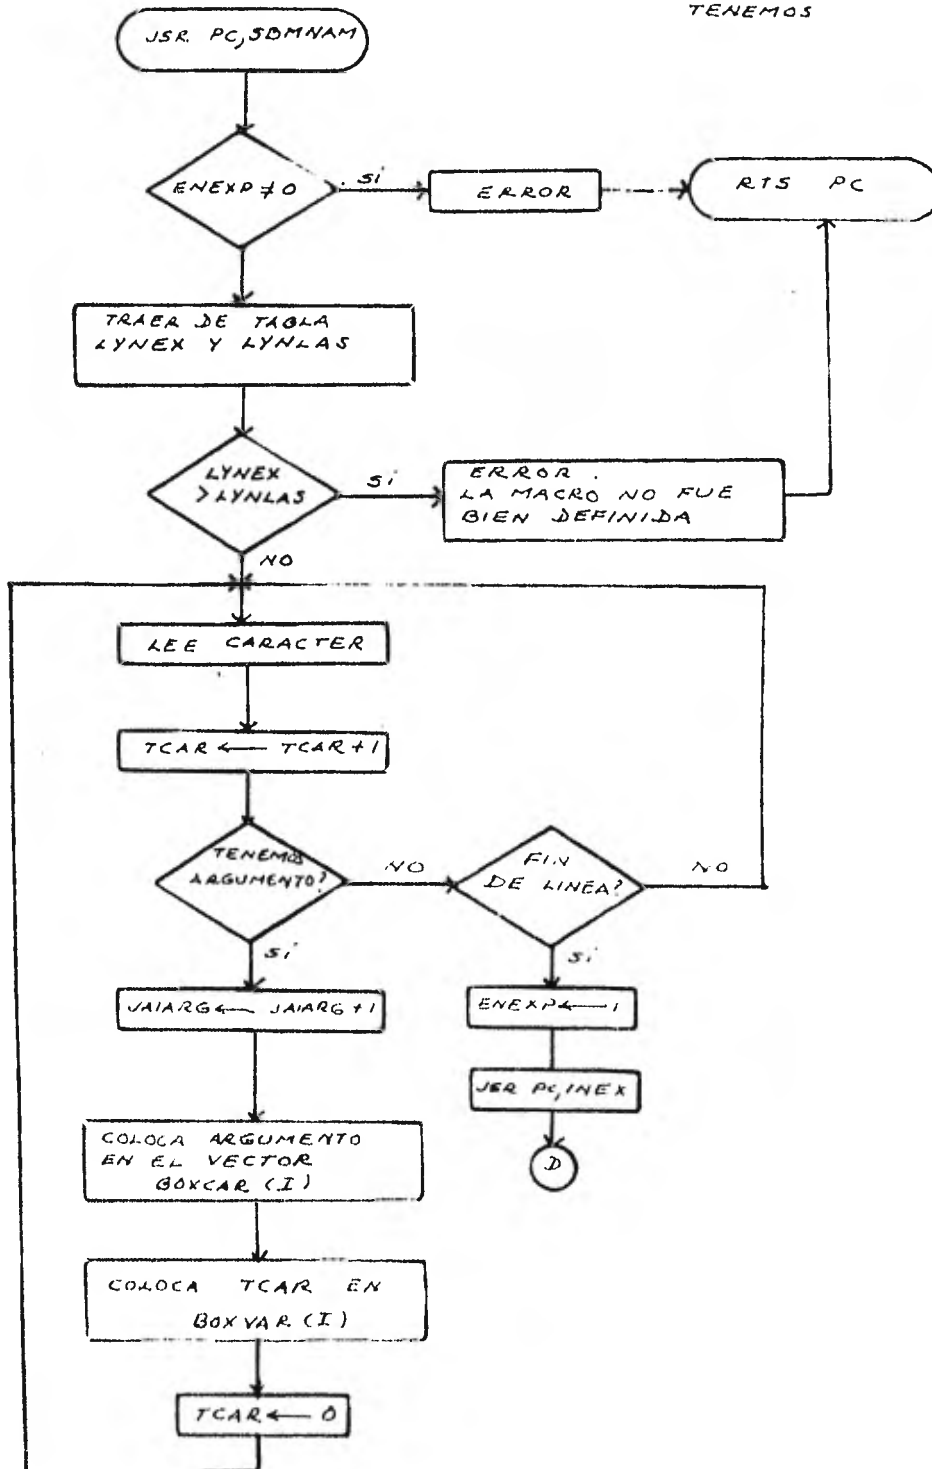 TENEMOS
JSR PC,SBMNAM
ENEXP ≠ 0
si
ERROR
RTS PC
TRAER DE TABLA
LYNEX Y LYNLAS
LYNEX
> LYNLAS
si
ERROR.
LA MACRO NO FUE
BIEN DEFINIDA
NO
LEE CARACTER
TCAR ← TCAR + 1
TENEMOS
ARGUMENTO?
NO
FIN
DE LINEA?
NO
si
si
JAIARG ← JAIARG + 1
ENEXP ← 1
JSR PC,INEX
COLOCA ARGUMENTO
EN EL VECTOR
BOXCAR (I)
D
COLOCA TCAR EN
BOXVAR (I)
TCAR ← 0